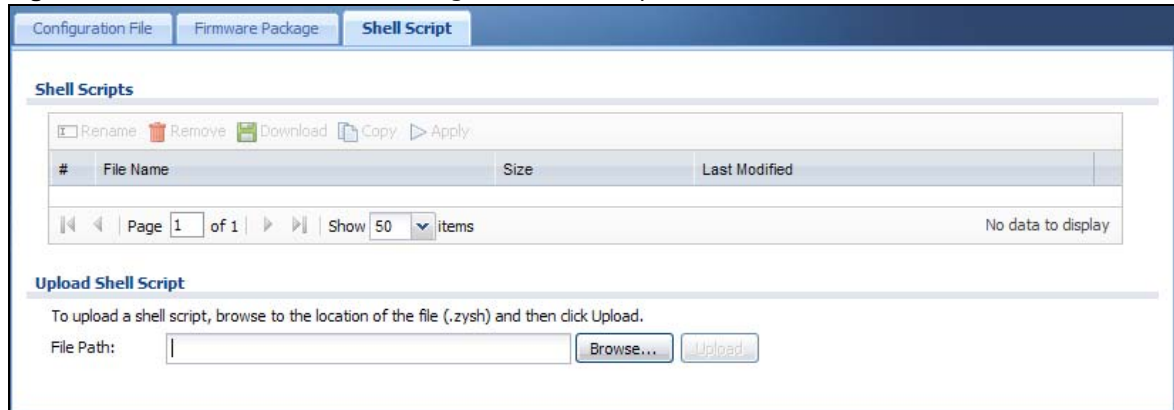 Configuration File Firmware Package Shell Script
Shell Scripts
Rename Remove Download Copy Apply
# File Name Size Last Modified
Page 1 of 1 Show 50 items No data to display
Upload Shell Script
To upload a shell script, browse to the location of the file (.zysh) and then click Upload.
File Path: Browse... Upload